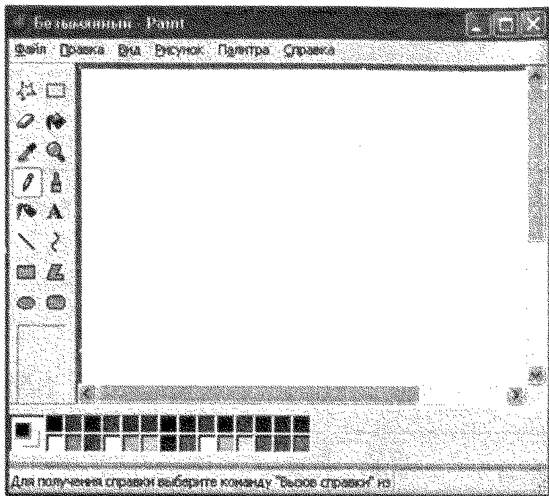 Безымянный - Paint
Файл Правка Вид Рисунок Палитра Справка
A
Для получения справки выберите команду "Вызов справки" из